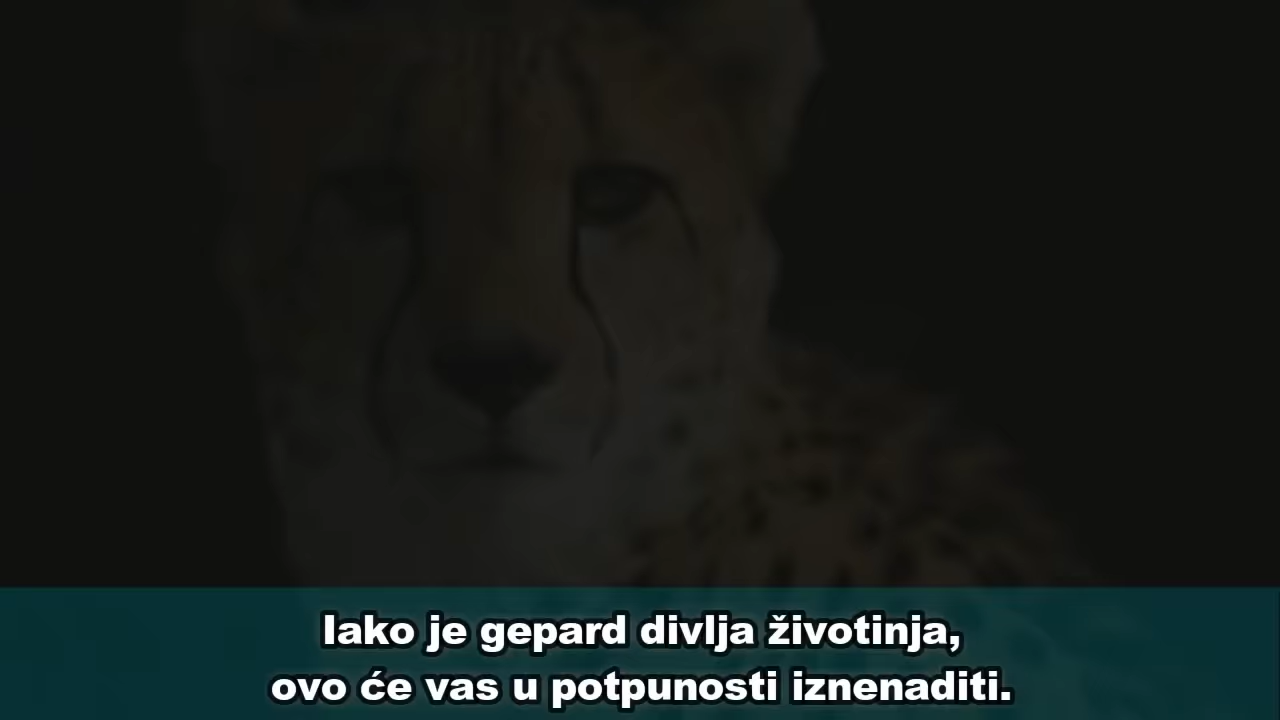 Iako je gepard divlja životinja,
ovo će vas u potpunosti iznenaditi.